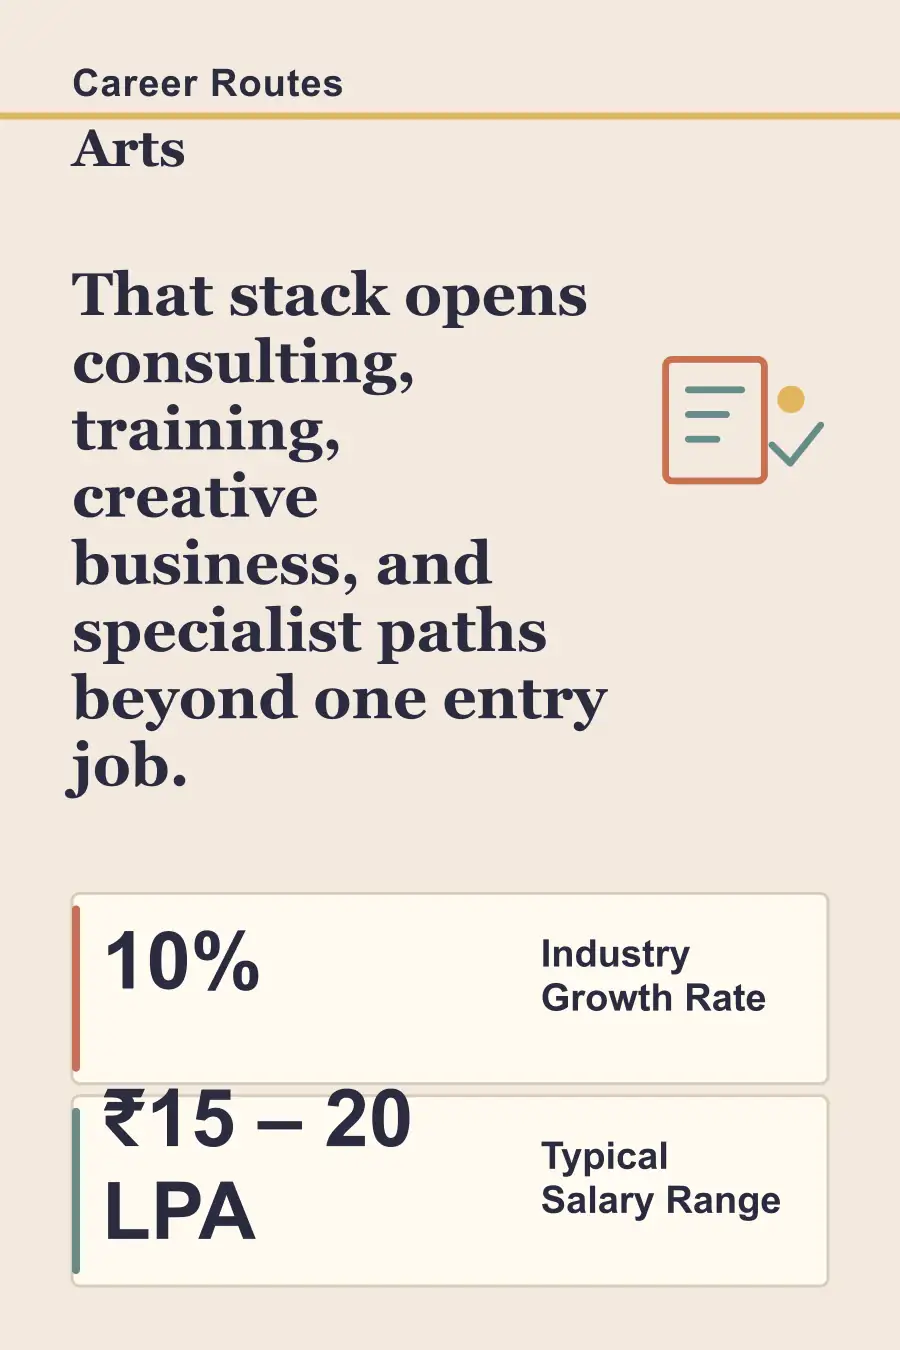 Career Routes
Arts
That stack opens
consulting,
training,
creative
business, and
specialist paths
beyond one entry
job.
10%
Industry
Growth Rate
₹15 – 20
LPA
Typical
Salary Range